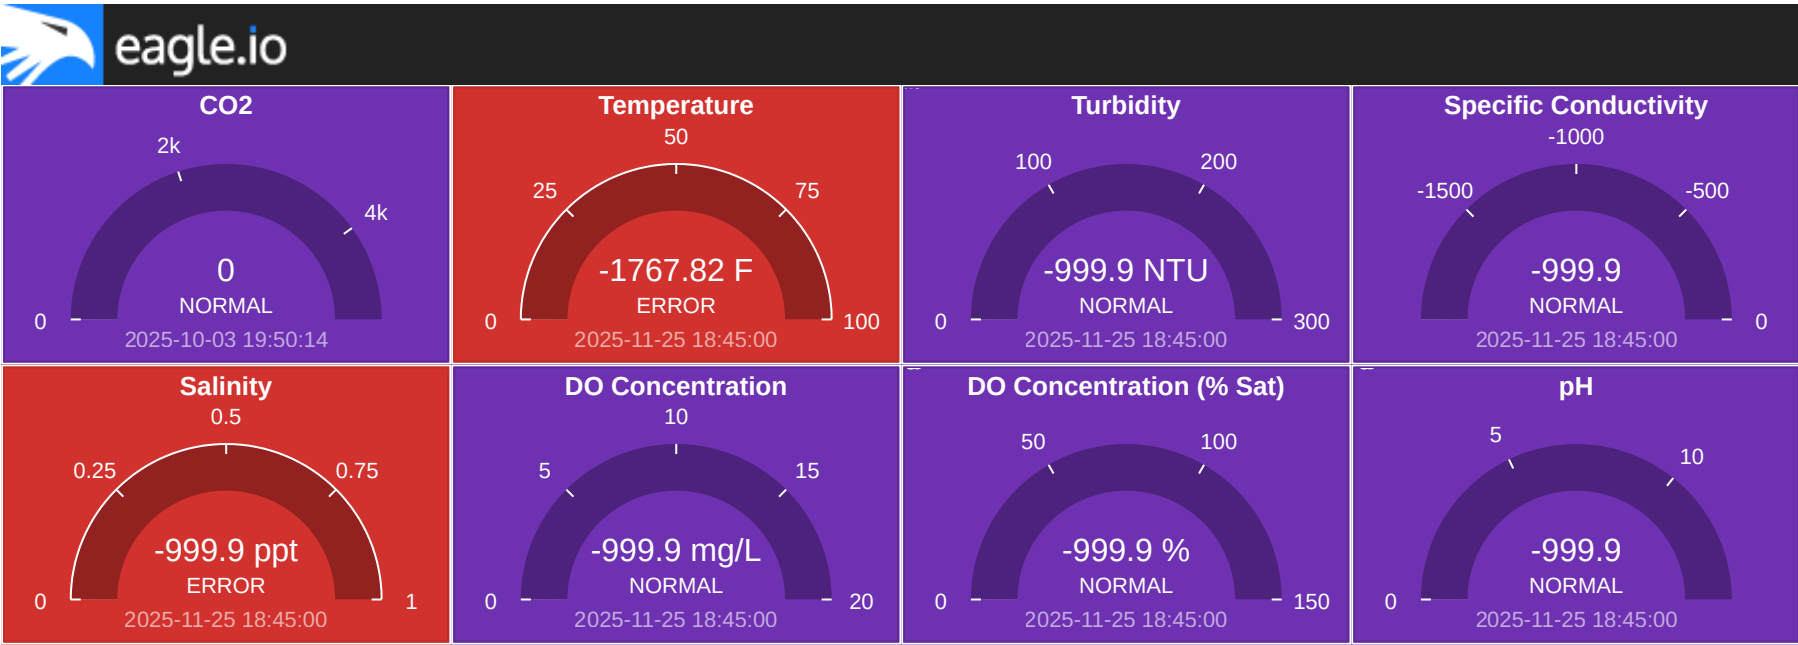 eagle.io
CO2
2k
4k
0
NORMAL
0
2025-10-03 19:50:14
Temperature
50
25
75
-1767.82 F
ERROR
0
100
2025-11-25 18:45:00
Turbidity
100
200
-999.9 NTU
NORMAL
0
300
2025-11-25 18:45:00
Specific Conductivity
-1000
-1500
-500
-999.9
NORMAL
0
2025-11-25 18:45:00
Salinity
0.5
0.25
0.75
-999.9 ppt
ERROR
0
1
2025-11-25 18:45:00
DO Concentration
10
5
15
-999.9 mg/L
NORMAL
0
20
2025-11-25 18:45:00
DO Concentration (% Sat)
50
100
-999.9 %
NORMAL
0
150
2025-11-25 18:45:00
pH
5
10
-999.9
NORMAL
0
2025-11-25 18:45:00